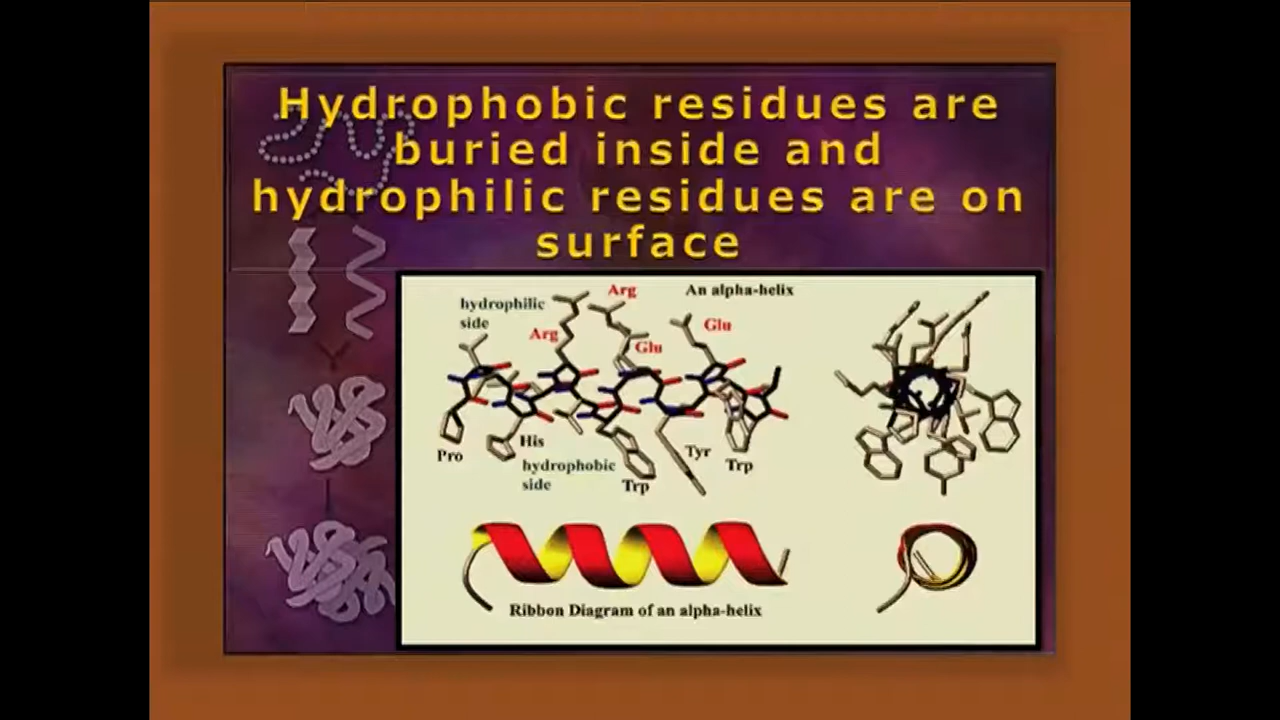 Hydrophobic residues are
buried inside and
hydrophilic residues are on
surface
hydrophilic
side
Arg
Arg
Glu
Glu
An alpha-helix
Pro
His
hydrophobic
side
Trp
Tyr
Trp
Ribbon Diagram of an alpha-helix